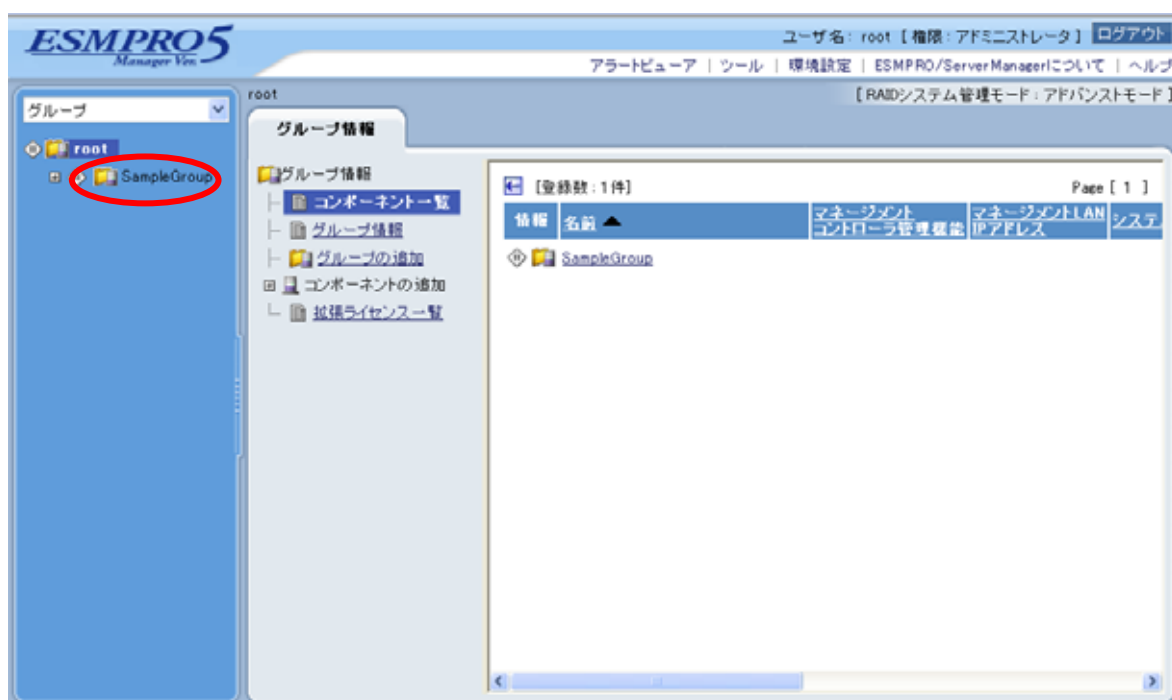 ESMPRO5
Manager Ver.
ユーザ名： root 【 権限：アドミニストレータ 】 ログアウト
アラートビューア | ツール | 環境設定 | ESMPRO/ServerManagerについて | ヘルプ
グループ
root
SampleGroup
root
[ RAIDシステム管理モード：アドバンストモード ]
グループ情報
グループ情報
コンポーネント一覧
グループ情報
グループの追加
コンポーネントの追加
拡張ライセンス一覧
[登録数：1件]
Page [ 1 ]
情報
名前 ▲
マネージメント
コントローラ管理機能
マネージメントLAN
IPアドレス
システ
SampleGroup